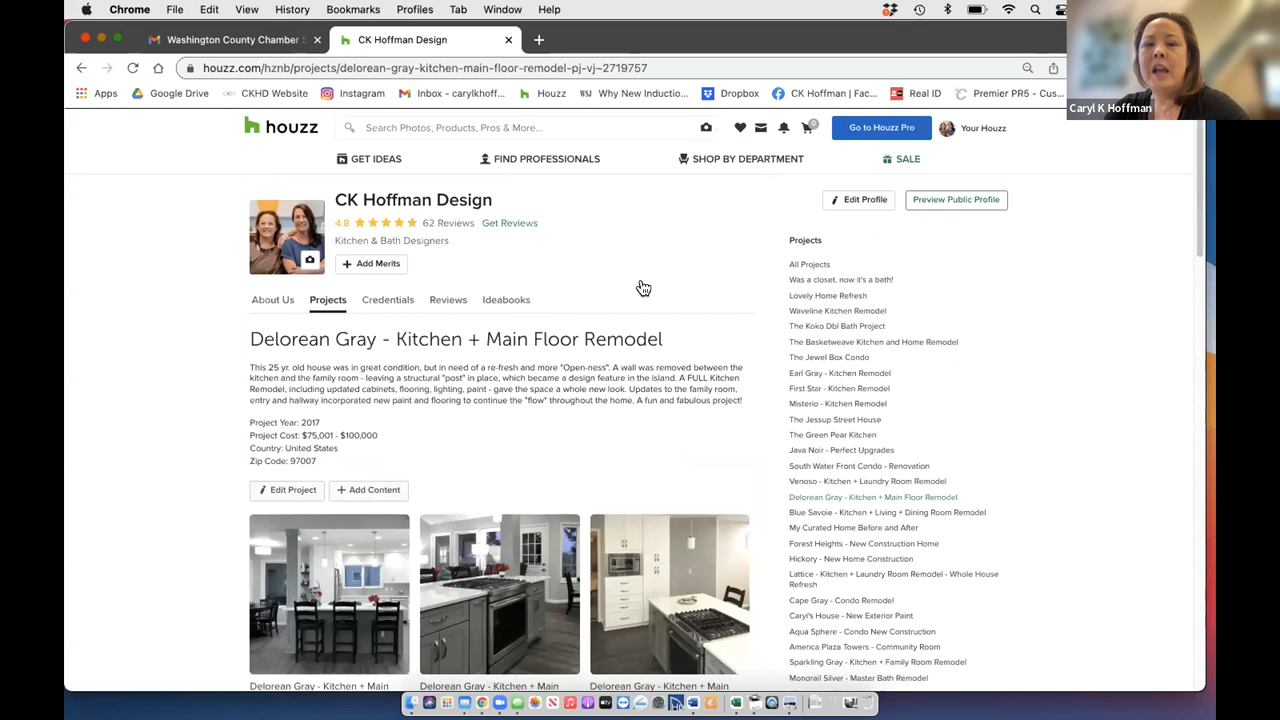 Chrome File Edit View History Bookmarks Profiles Tab Window Help
Washington County Chamber
CK Hoffman Design
houzz.com/hznb/projects/delorean-gray-kitchen-main-floor-remodel-pj-vj~2719757
Apps Google Drive CKHD Website Instagram Inbox - carylkhoff... Houzz WSJ Why New Inductio... Dropbox CK Hoffman | Fac... Real ID Premier PR5 - Cus...
Caryl K Hoffman
houzz
Search Photos, Products, Pros & More...
0
Go to Houzz Pro
Your Houzz
GET IDEAS FIND PROFESSIONALS SHOP BY DEPARTMENT SALE
CK Hoffman Design
4.8 62 Reviews Get Reviews
Kitchen & Bath Designers
+ Add Merits
Edit Profile Preview Public Profile
About Us Projects Credentials Reviews Ideabooks
Delorean Gray - Kitchen + Main Floor Remodel
This 25 yr. old house was in great condition, but in need of a re-fresh and more "Open-ness". A wall was removed between the
kitchen and the family room - leaving a structural "post" in place, which became a design feature in the island. A FULL Kitchen
Remodel, including updated cabinets, flooring, lighting, paint - gave the space a whole new look. Updates to the family room,
entry and hallway incorporated new paint and flooring to continue the "flow" throughout the home. A fun and fabulous project!
Project Year: 2017
Project Cost: $75,001 - $100,000
Country: United States
Zip Code: 97007
Edit Project + Add Content
Delorean Gray - Kitchen + Main Delorean Gray - Kitchen + Main Delorean Gray - Kitchen + Main
Projects
All Projects
Was a closet, now it's a bath!
Lovely Home Refresh
Waveline Kitchen Remodel
The Koko Dbl Bath Project
The Basketweave Kitchen and Home Remodel
The Jewel Box Condo
Earl Gray - Kitchen Remodel
First Star - Kitchen Remodel
Misterio - Kitchen Remodel
The Jessup Street House
The Green Pear Kitchen
Java Noir - Perfect Upgrades
South Water Front Condo - Renovation
Venoso - Kitchen + Laundry Room Remodel
Delorean Gray - Kitchen + Main Floor Remodel
Blue Savoie - Kitchen + Living + Dining Room Remodel
My Curated Home Before and After
Forest Heights - New Construction Home
Hickory - New Home Construction
Lattice - Kitchen + Laundry Room Remodel - Whole House
Refresh
Cape Gray - Condo Remodel
Caryl's House - New Exterior Paint
Aqua Sphere - Condo New Construction
America Plaza Towers - Community Room
Sparkling Gray - Kitchen + Family Room Remodel
Monorail Silver - Master Bath Remodel